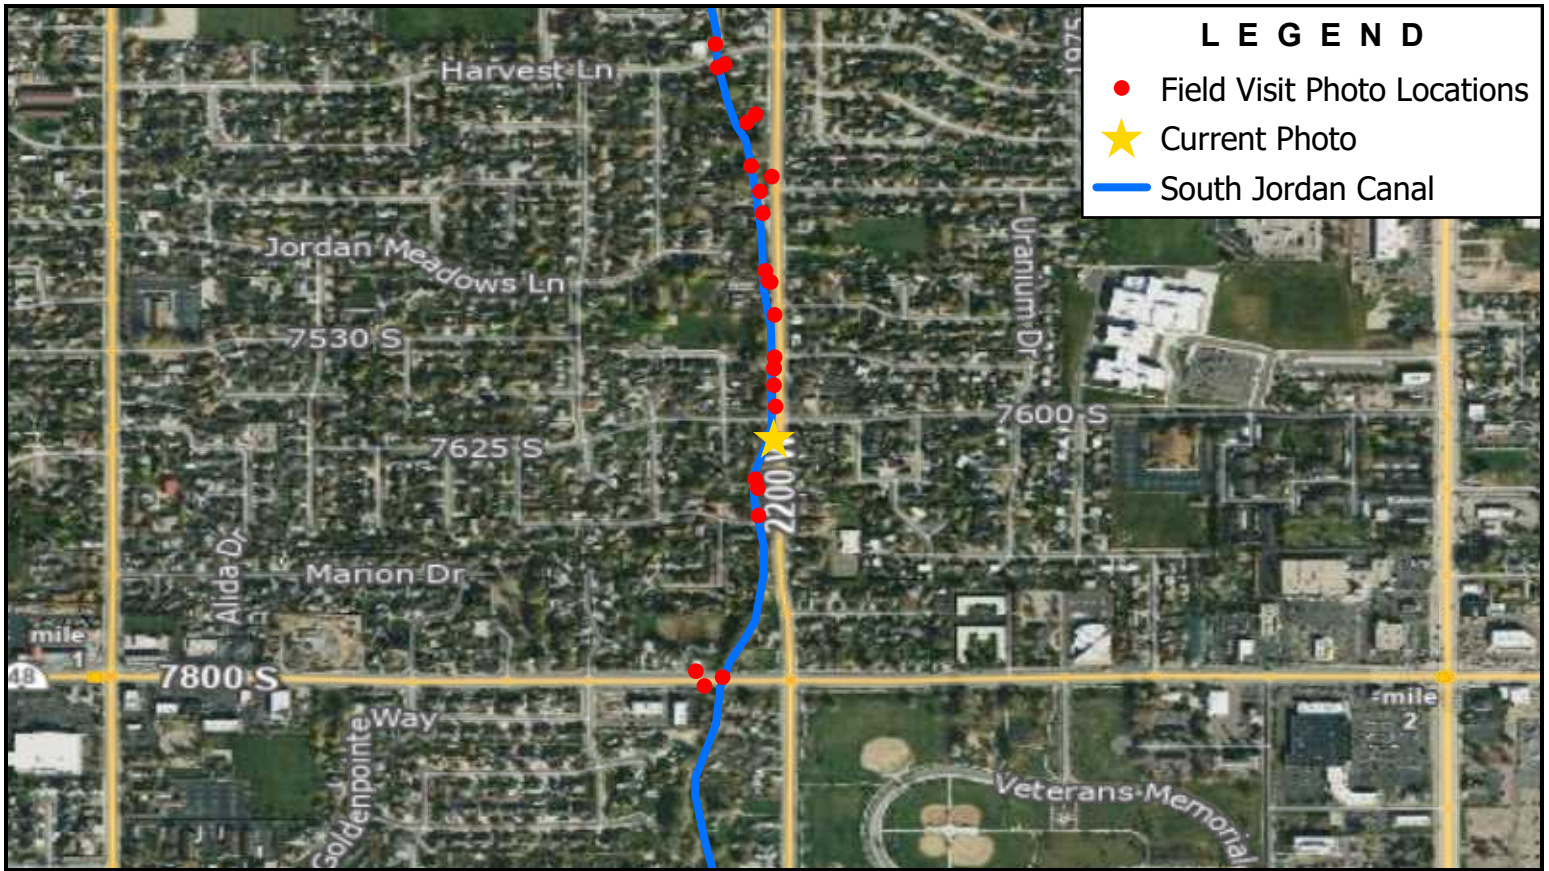 1975
L E G E N D
Field Visit Photo Locations
Current Photo
South Jordan Canal
Harvest Ln
Jordan Meadows Ln
Uranium Dr
7530 S
7600 S
7625 S
2200 W
Alida Dr
Marion Dr
mile
1
48
7800 S
Goldenpointe Way
mile
2
Veterans Memorial